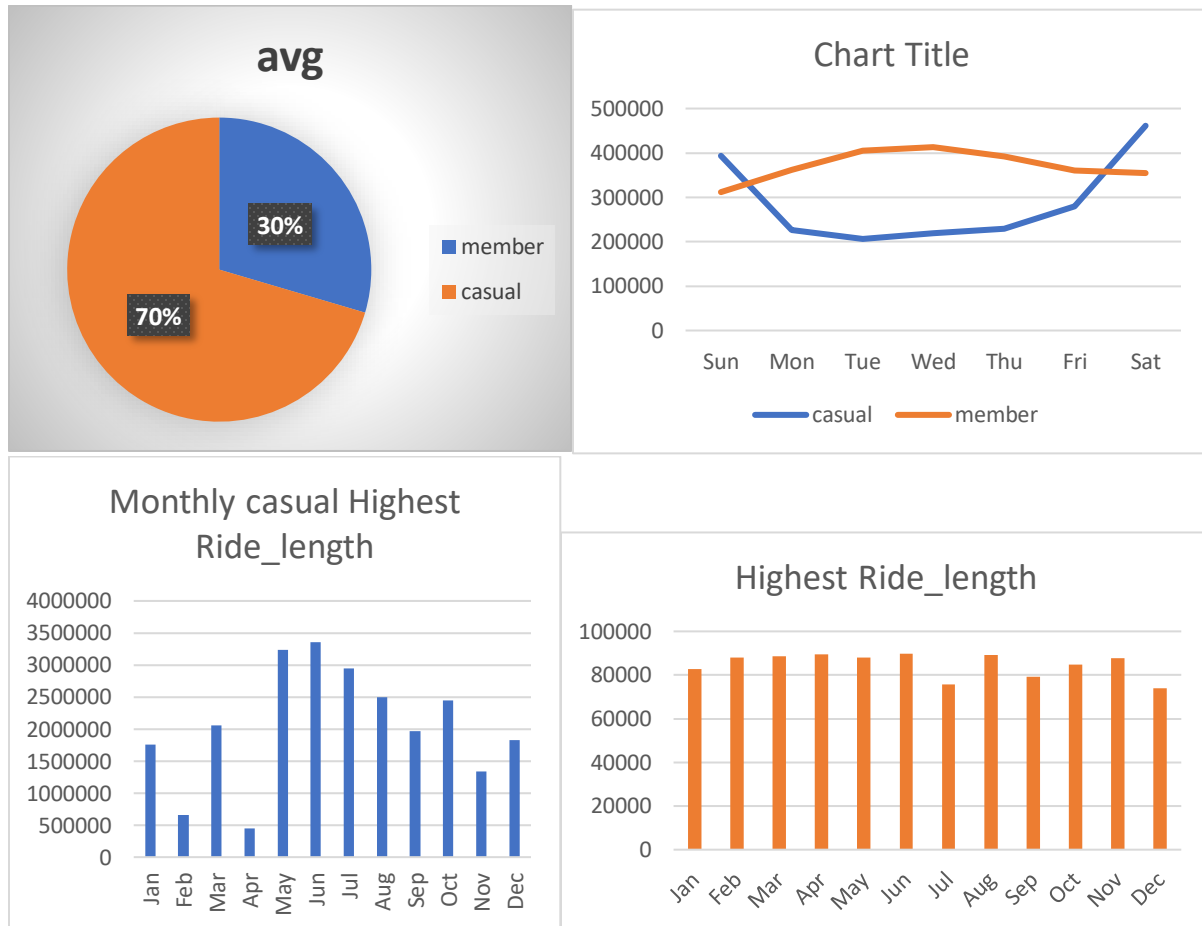 avg
30%
70%
member
casual
Chart Title
500000
400000
300000
200000
100000
0
Sun Mon Tue Wed Thu Fri Sat
casual member
Monthly casual Highest
Ride_length
4000000
3500000
3000000
2500000
2000000
1500000
1000000
500000
0
Jan Feb Mar Apr May Jun Jul Aug Sep Oct Nov Dec
Highest Ride_length
100000
80000
60000
40000
20000
0
Jan Feb Mar Apr May Jun Jul Aug Sep Oct Nov Dec